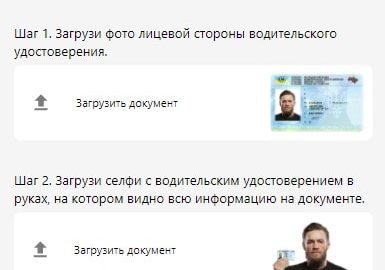 Шаг 1. Загрузи фото лицевой стороны водительского
удостоверения.
Загрузить документ
Шаг 2. Загрузи селфи с водительским удостоверением в
руках, на котором видно всю информацию на документе.
Загрузить документ